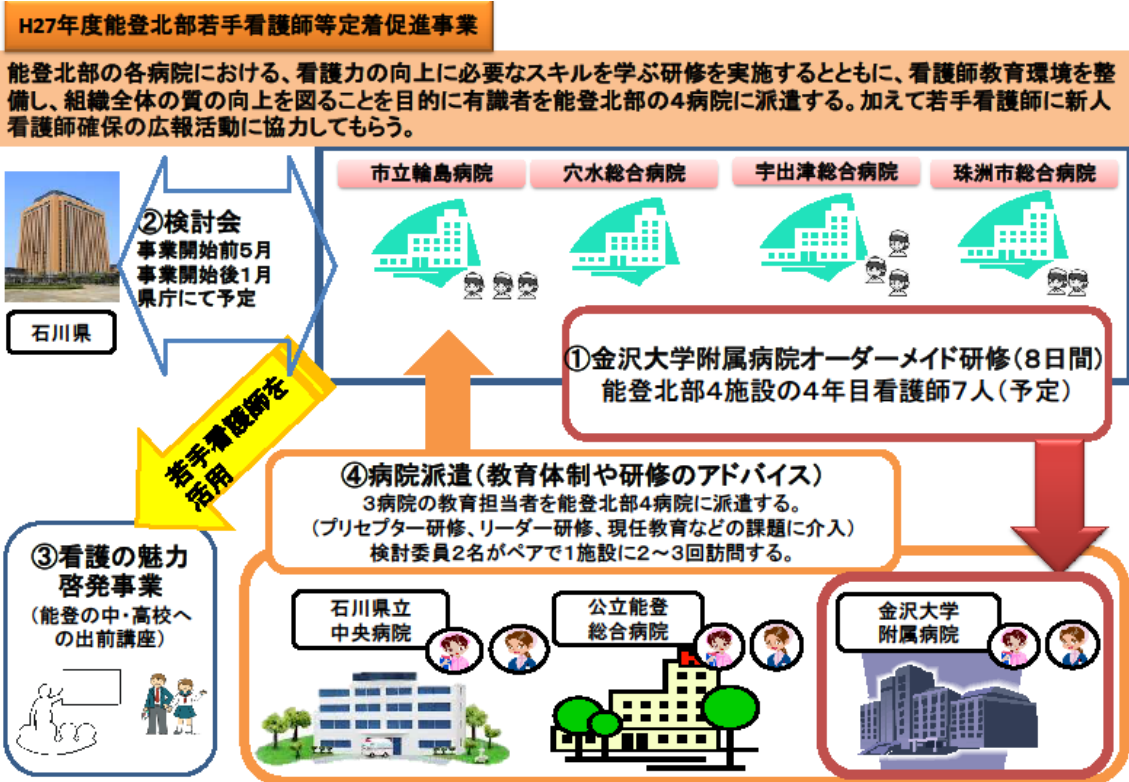 H27年度能登北部若手看護師等定着促進事業
能登北部の各病院における、看護力の向上に必要なスキルを学ぶ研修を実施するとともに、看護師教育環境を整
備し、組織全体の質の向上を図ることを目的に有識者を能登北部の4病院に派遣する。加えて若手看護師に新人
看護師確保の広報活動に協力してもらう。
市立輪島病院
穴水総合病院
宇出津総合病院
珠洲市総合病院
②検討会
事業開始前5月
事業開始後1月
県庁にて予定
石川県
①金沢大学附属病院オーダーメイド研修(8日間)
能登北部4施設の4年目看護師7人(予定)
若手看護師を
活用
④病院派遣(教育体制や研修のアドバイス)
3病院の教育担当者を能登北部4病院に派遣する。
(プリセプター研修、リーダー研修、現任教育などの課題に介入)
検討委員2名がペアで1施設に2~3回訪問する。
③看護の魅力
啓発事業
(能登の中・高校へ
の出前講座)
石川県立
中央病院
公立能登
総合病院
金沢大学
附属病院